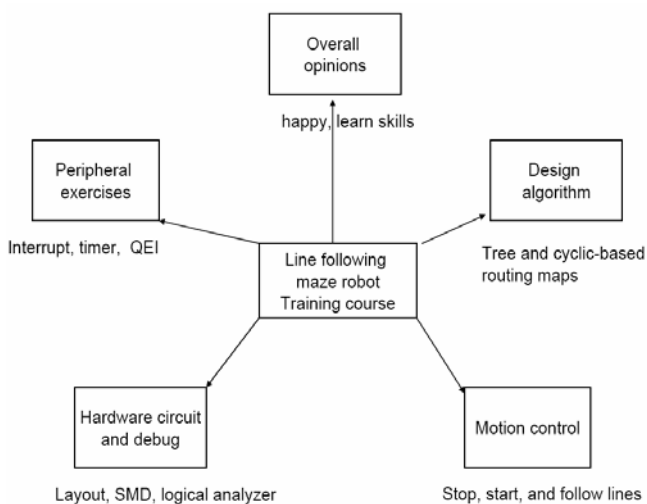 Overall
opinions
happy, learn skills
Peripheral
exercises
Interrupt, timer, QEI
Design
algorithm
Tree and cyclic-based
routing maps
Line following
maze robot
Training course
Hardware circuit
and debug
Layout, SMD, logical analyzer
Motion control
Stop, start, and follow lines